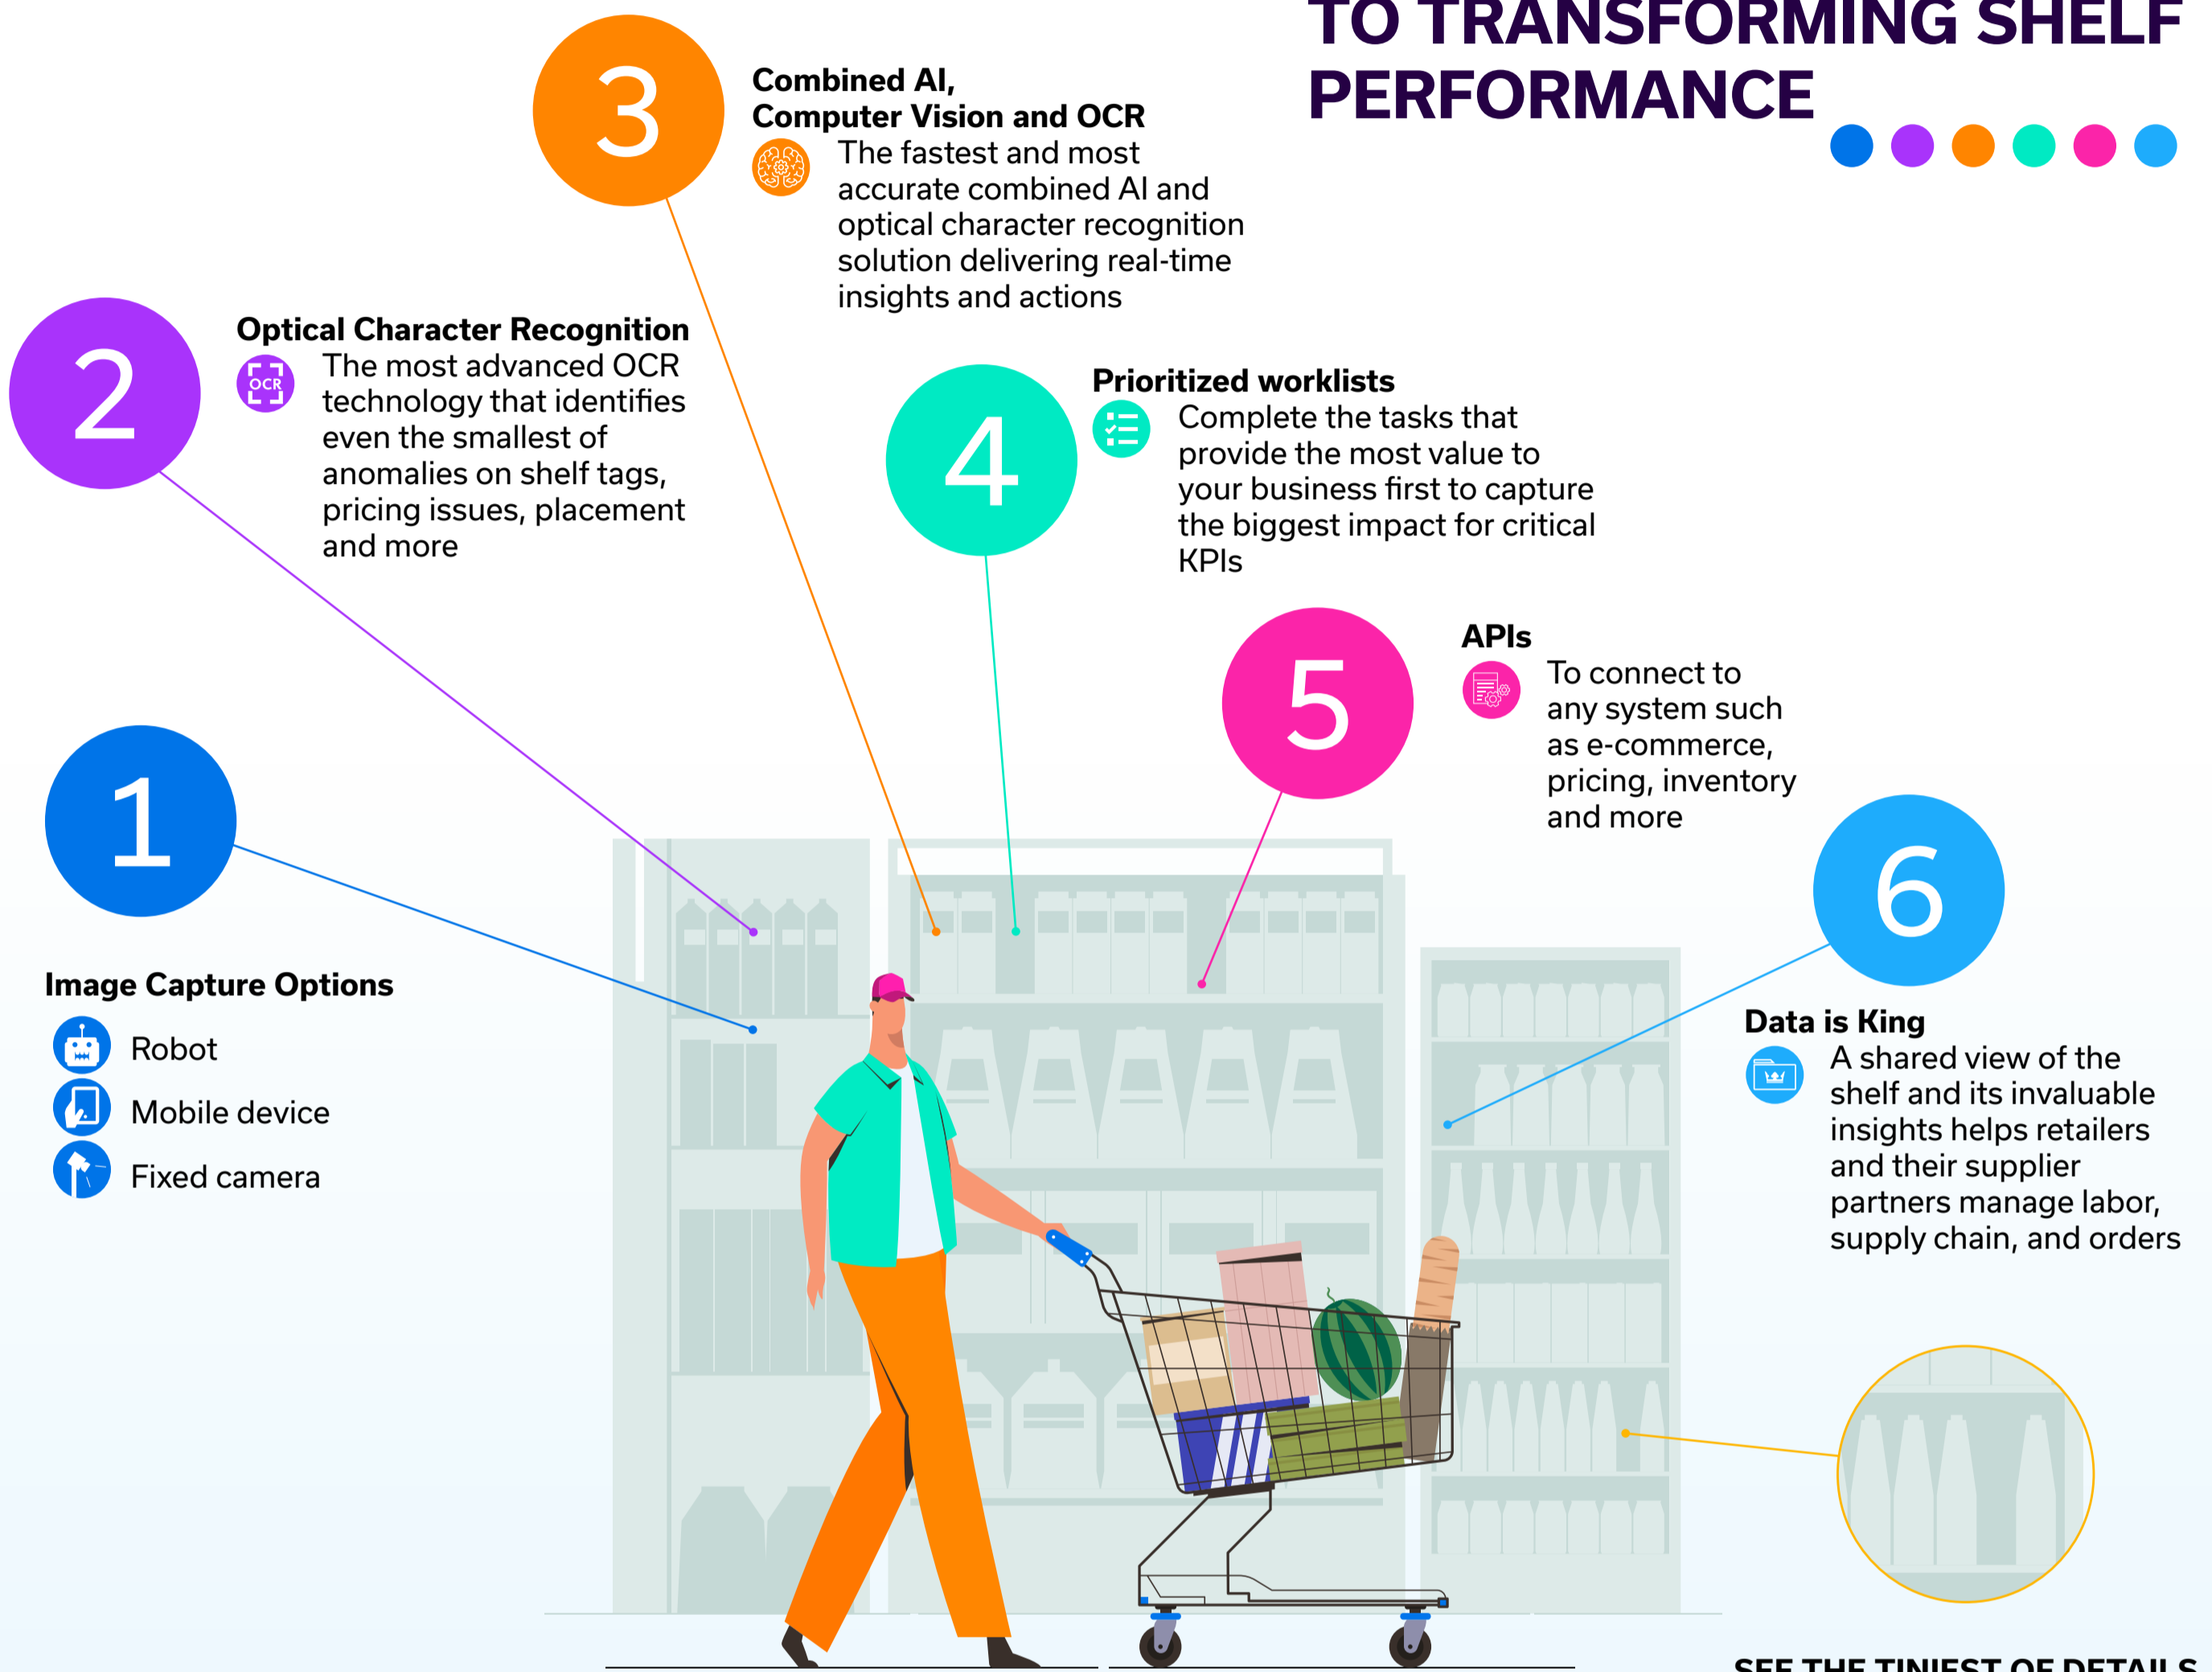 TO TRANSFORMING SHELF
PERFORMANCE
3
Combined AI,
Computer Vision and OCR
The fastest and most
accurate combined AI and
optical character recognition
solution delivering real-time
insights and actions
2
Optical Character Recognition
OCR
The most advanced OCR
technology that identifies
even the smallest of
anomalies on shelf tags,
pricing issues, placement
and more
4
Prioritized worklists
Complete the tasks that
provide the most value to
your business first to capture
the biggest impact for critical
KPIs
5
APIs
To connect to
any system such
as e-commerce,
pricing, inventory
and more
1
Image Capture Options
Robot
Mobile device
Fixed camera
6
Data is King
A shared view of the
shelf and its invaluable
insights helps retailers
and their supplier
partners manage labor,
supply chain, and orders
SEE THE TINIEST OF DETAILS